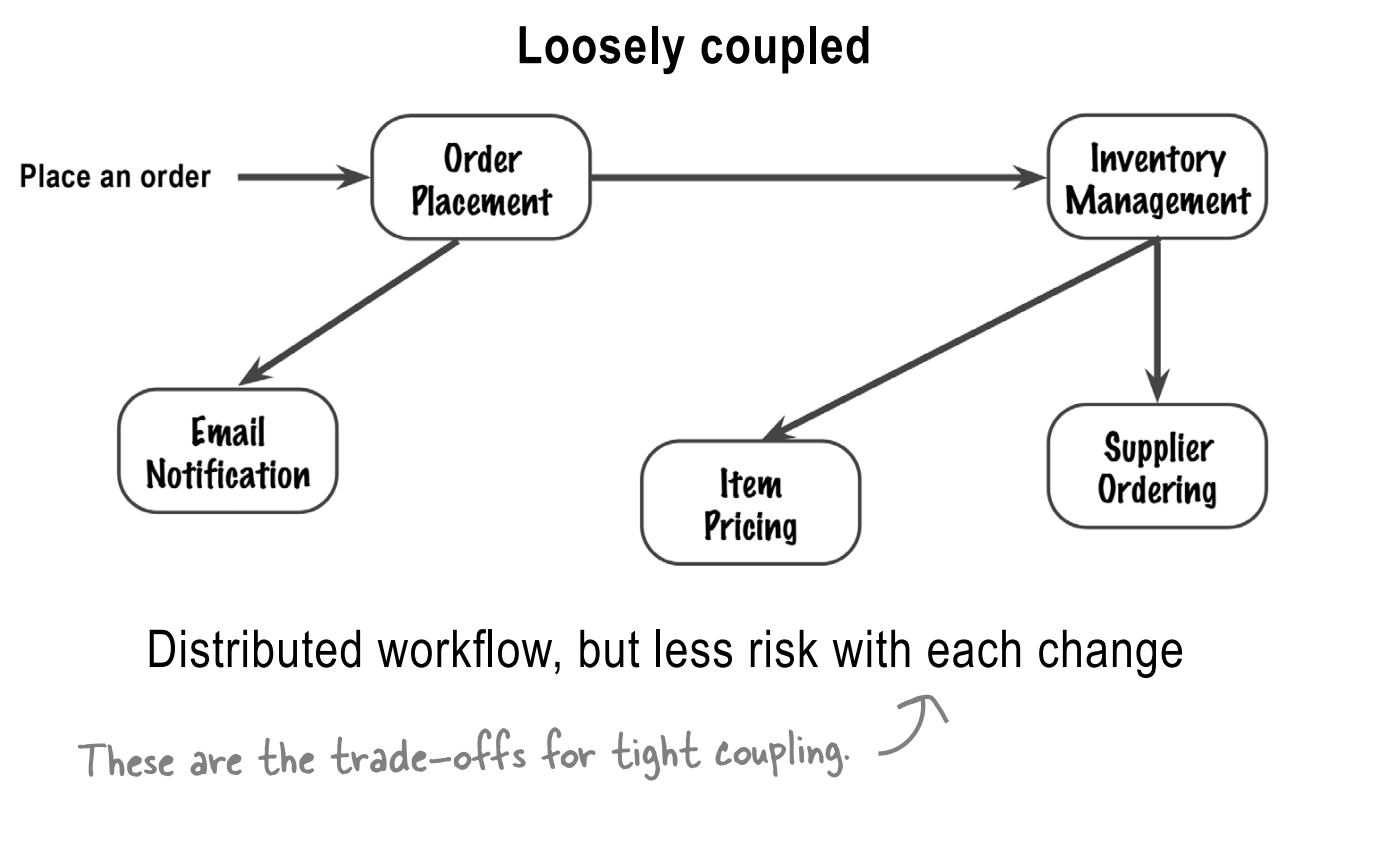 Loosely coupled
Place an order
Order
Placement
Inventory
Management
Email
Notification
Item
Pricing
Supplier
Ordering
Distributed workflow, but less risk with each change
These are the trade-offs for tight coupling.